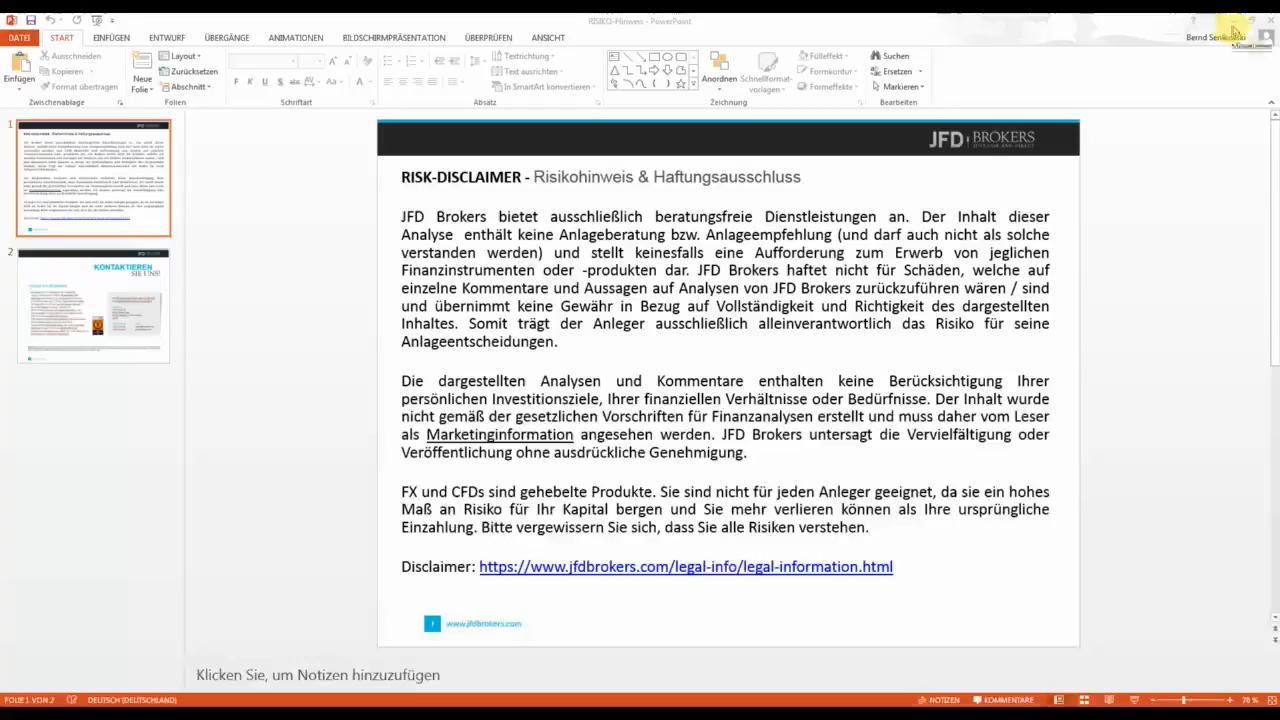 RISIKO-Hinweis - PowerPoint
DATEI START EINFÜGEN ENTWURF ÜBERGÄNGE ANIMATIONEN BILDSCHIRMPRÄSENTATION ÜBERPRÜFEN ANSICHT
Bernd
Einfügen
Ausschneiden
Kopieren
Format übertragen
Zwischenablage
Neue Folie
Layout
Zurücksetzen
Abschnitt
Folien
Schriftart
Textrichtung
Text ausrichten
In SmartArt konvertieren
Absatz
Anordnen
Schnellformat-
vorlagen
Fülleffekt
Formkontur
Formeffekte
Zeichnung
Suchen
Ersetzen
Markieren
Bearbeiten
1
2
KONTAKTIEREN
SIE UNS!
JFD BROKERS
RISK-DISCLAIMER - Risikohinweis & Haftungsausschluss
JFD Brokers bietet ausschließlich beratungsfreie Dienstleistungen an. Der Inhalt dieser
Analyse enthält keine Anlageberatung bzw. Anlageempfehlung (und darf auch nicht als solche
verstanden werden) und stellt keinesfalls eine Aufforderung zum Erwerb von jeglichen
Finanzinstrumenten oder -produkten dar. JFD Brokers haftet nicht für Schäden, welche auf
einzelne Kommentare und Aussagen auf Analysen von JFD Brokers zurückzuführen wären / sind
und übernimmt keine Gewähr in Bezug auf Vollständigkeit und Richtigkeit des dargestellten
Inhaltes. Somit trägt der Anleger ausschließlich alleinverantwortlich das Risiko für seine
Anlageentscheidungen.
Die dargestellten Analysen und Kommentare enthalten keine Berücksichtigung Ihrer
persönlichen Investitionsziele, Ihrer finanziellen Verhältnisse oder Bedürfnisse. Der Inhalt wurde
nicht gemäß der gesetzlichen Vorschriften für Finanzanalysen erstellt und muss daher vom Leser
als Marketinginformation angesehen werden. JFD Brokers untersagt die Vervielfältigung oder
Veröffentlichung ohne ausdrückliche Genehmigung.
FX und CFDs sind gehebelte Produkte. Sie sind nicht für jeden Anleger geeignet, da sie ein hohes
Maß an Risiko für Ihr Kapital bergen und Sie mehr verlieren können als Ihre ursprüngliche
Einzahlung. Bitte vergewissern Sie sich, dass Sie alle Risiken verstehen.
Disclaimer: https://www.jfdbrokers.com/legal-info/legal-information.html
www.jfdbrokers.com
Klicken Sie, um Notizen hinzuzufügen
FOLIE 1 VON 2 DEUTSCH (DEUTSCHLAND) NOTIZEN KOMMENTARE 78 %